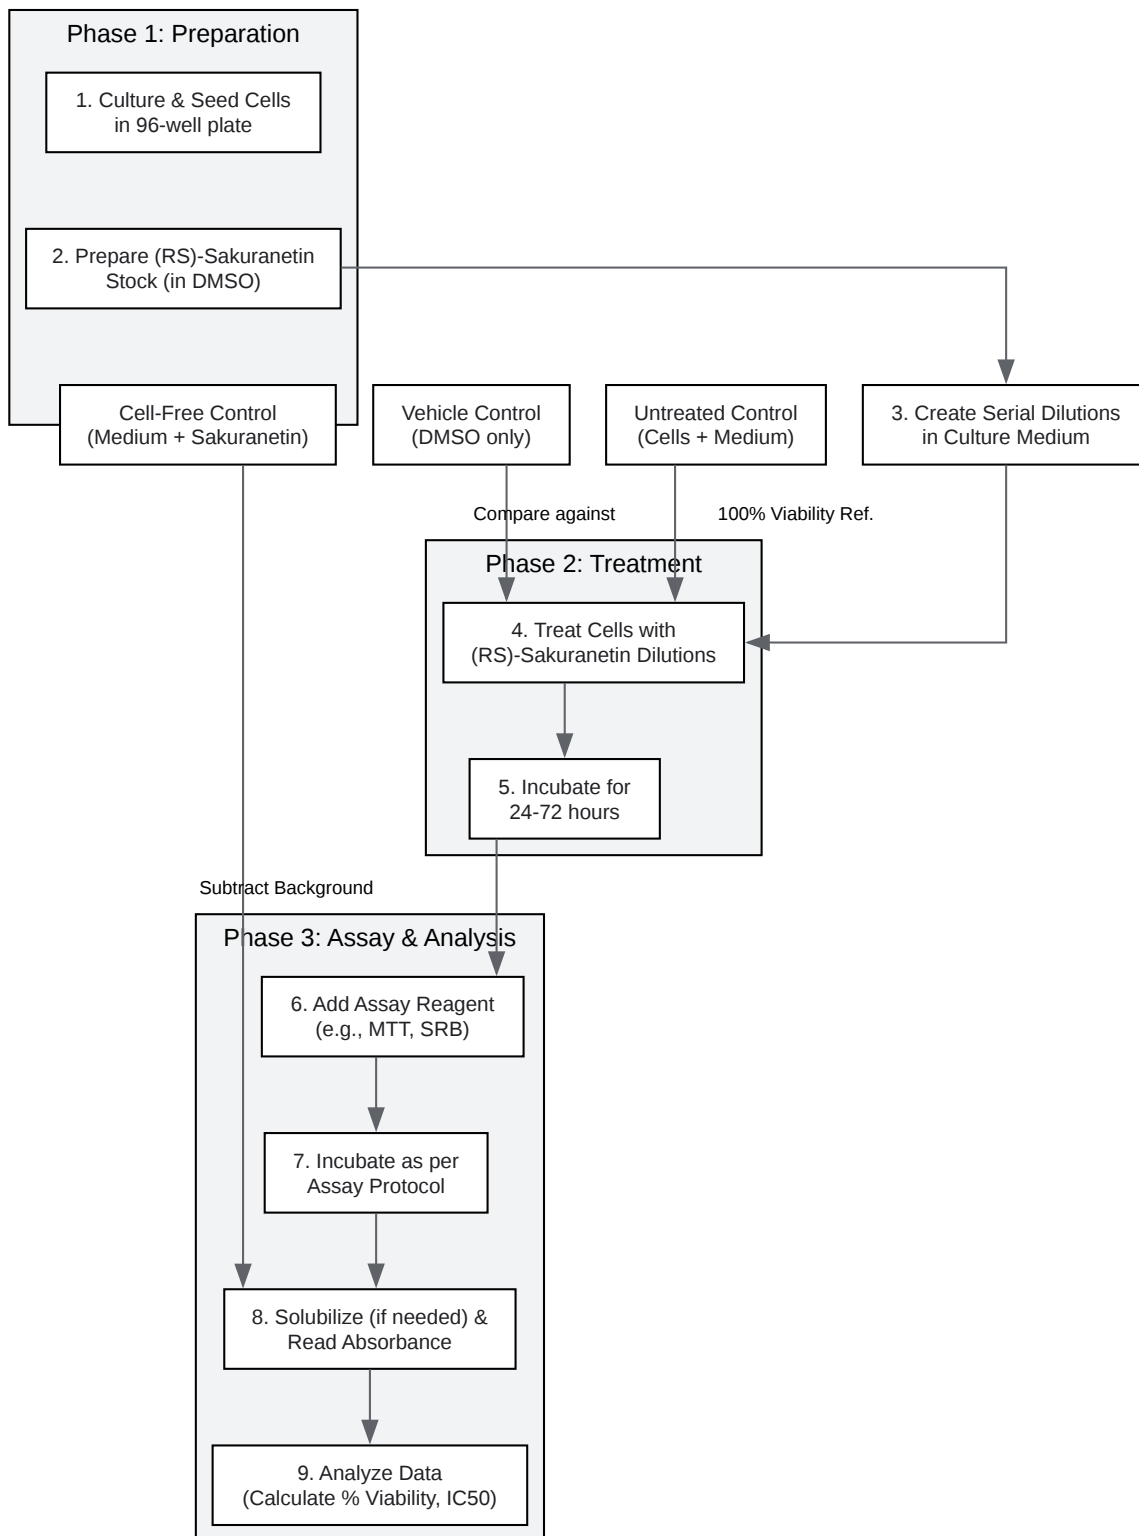 Phase 1: Preparation
1. Culture & Seed Cells
in 96-well plate
2. Prepare (RS)-Sakuranetin
Stock (in DMSO)
Cell-Free Control
(Medium + Sakuranetin)
Vehicle Control
(DMSO only)
Untreated Control
(Cells + Medium)
3. Create Serial Dilutions
in Culture Medium
Compare against
100% Viability Ref.
Phase 2: Treatment
4. Treat Cells with
(RS)-Sakuranetin Dilutions
5. Incubate for
24-72 hours
Subtract Background
Phase 3: Assay & Analysis
6. Add Assay Reagent
(e.g., MTT, SRB)
7. Incubate as per
Assay Protocol
8. Solubilize (if needed) &
Read Absorbance
9. Analyze Data
(Calculate % Viability, IC50)